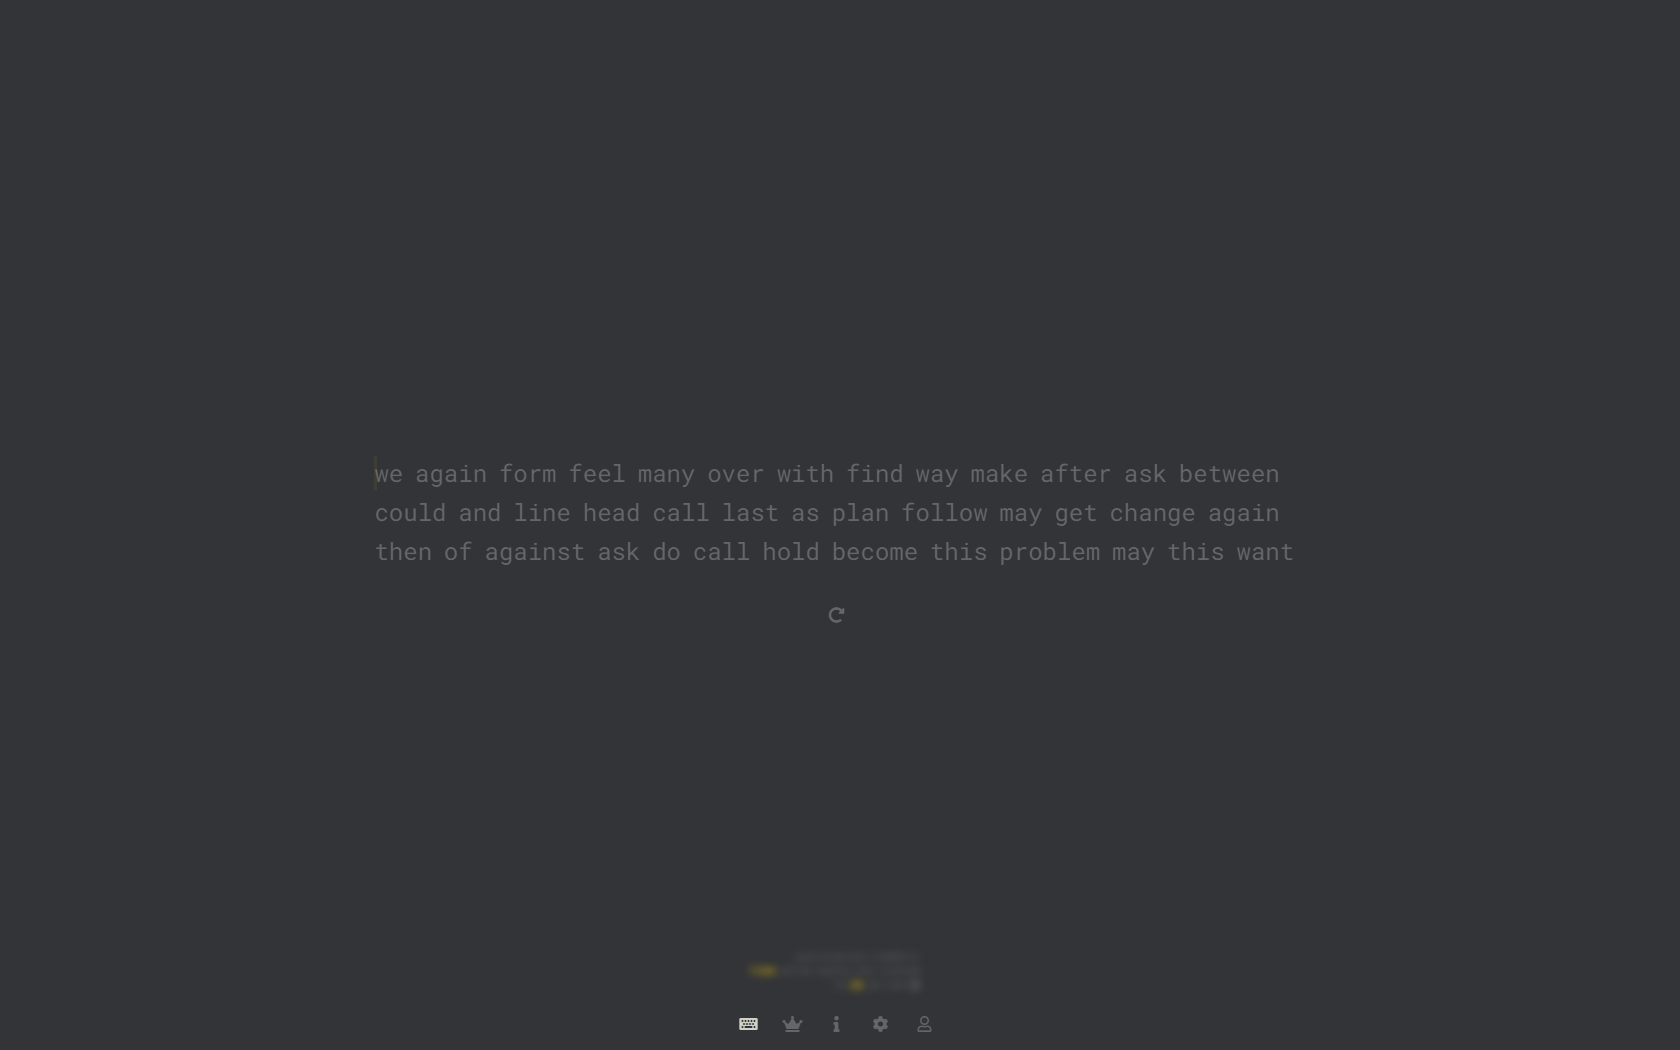 we again form feel many over with find way make after ask between
could and line head call last as plan follow may get change again
then of against ask do call hold become this problem may this want